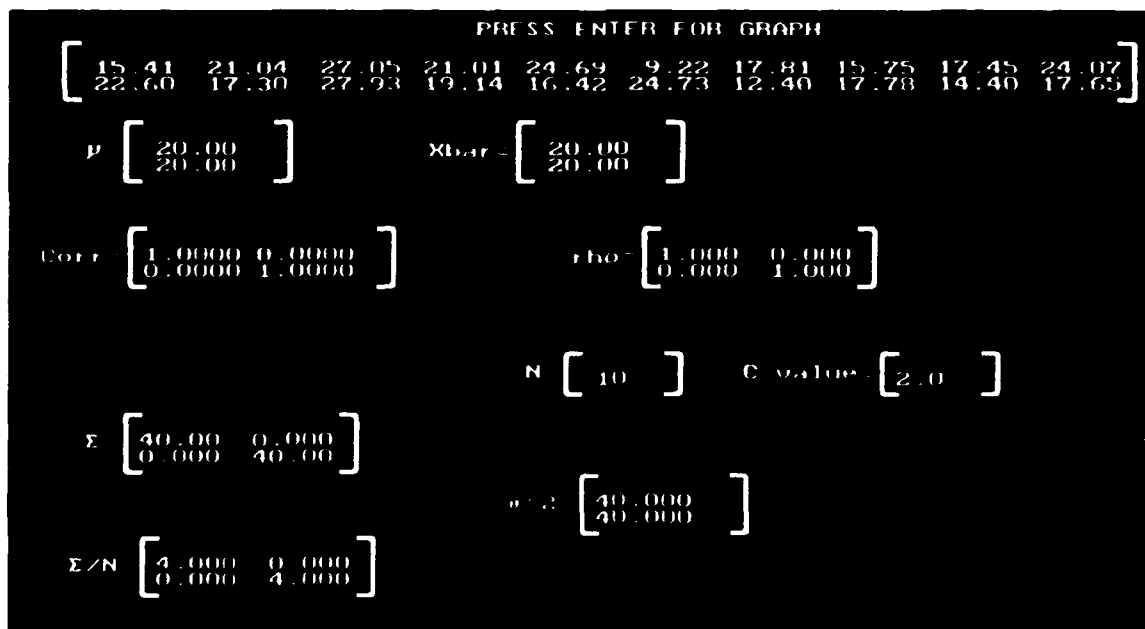 PRESS ENTER FOR GRAPH
15.41 21.04 27.05 21.01 24.69 9.22 17.81 15.75 17.45 24.07
22.60 17.30 27.93 19.14 16.42 24.73 12.40 17.78 14.40 17.65
μ 20.00 Xbar= 20.00
20.00 20.00
Corr= 1.0000 0.0000 rho= 1.000 0.000
0.0000 1.0000 0.000 1.000
N 10 C value= 2.0
Σ 40.00 0.000
0.000 40.00
σ^2 40.000
40.000
Σ/N 4.000 0.000
0.000 4.000